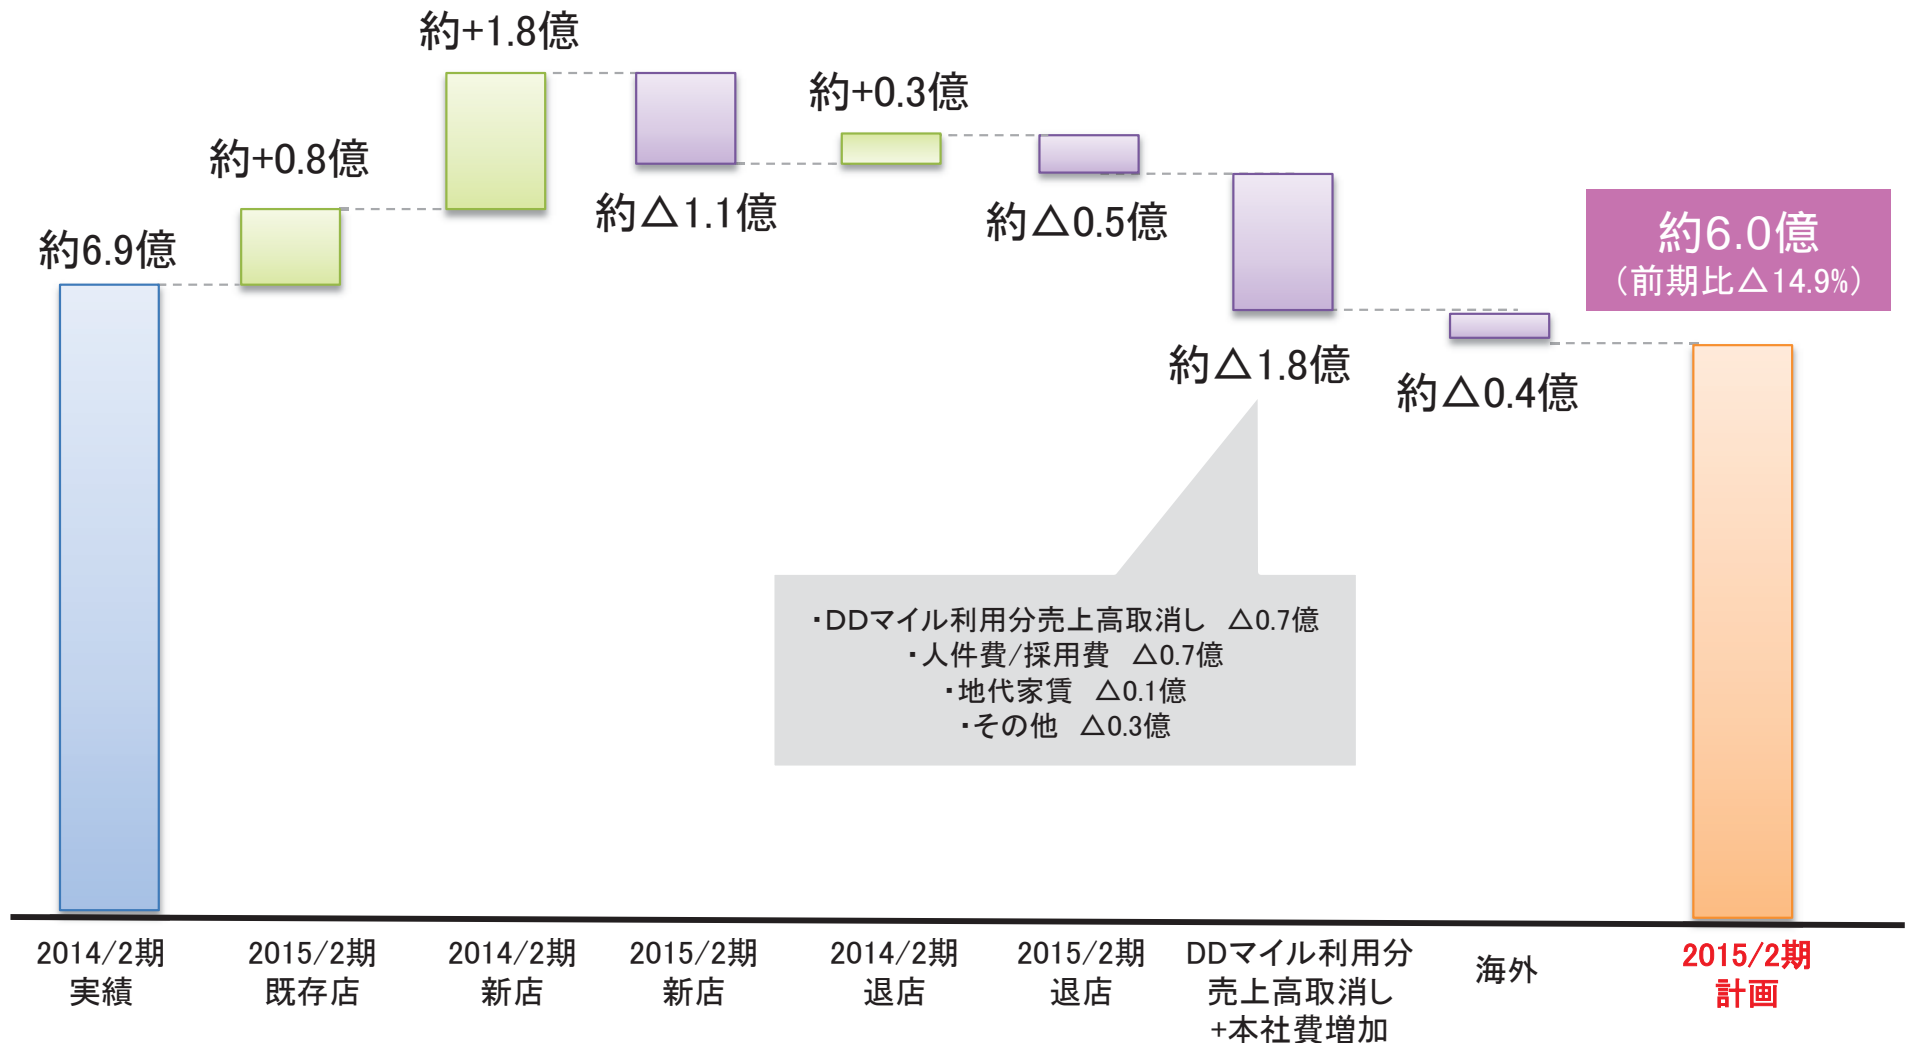 約+1.8億
約+0.3億
約+0.8億
約△1.1億
約△0.5億
約6.9億
約6.0億
（前期比△14.9%）
約△1.8億
約△0.4億
・DDマイル利用分売上高取消し　△0.7億
・人件費/採用費　△0.7億
・地代家賃　△0.1億
・その他　△0.3億
2014/2期
実績
2015/2期
既存店
2014/2期
新店
2015/2期
新店
2014/2期
退店
2015/2期
退店
DDマイル利用分
売上高取消し
+本社費増加
海外
2015/2期
計画